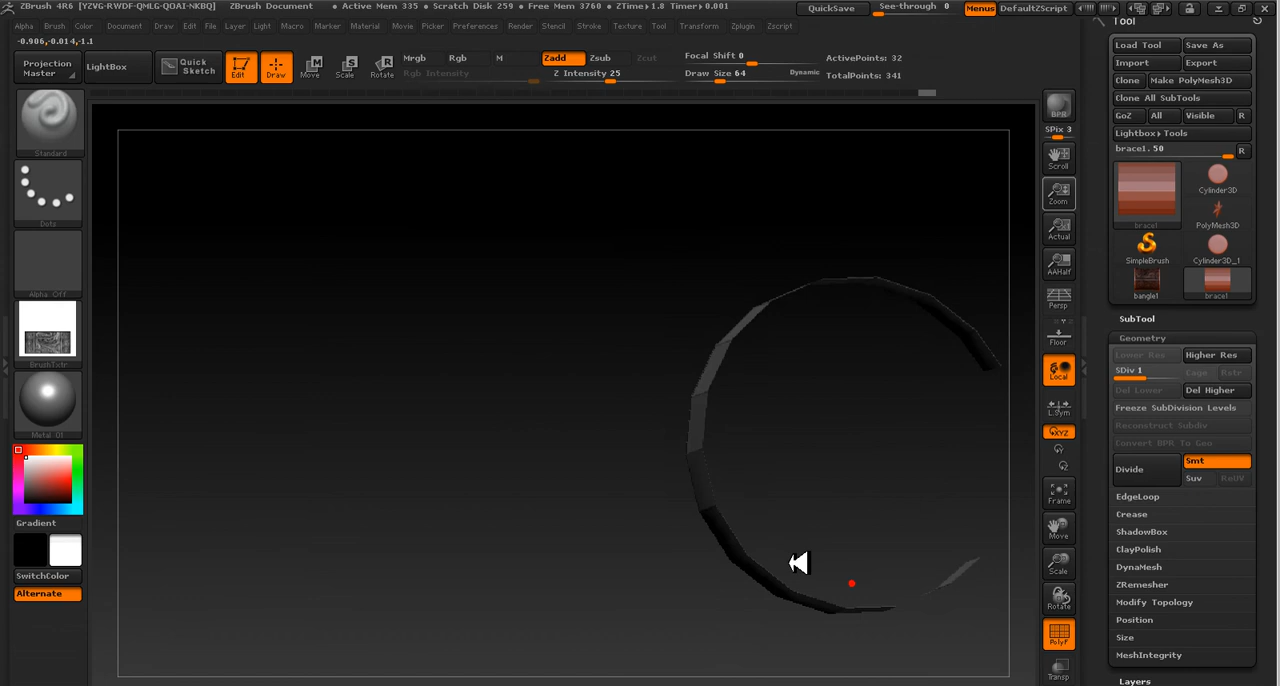 ZBrush 4R6 [YZVG-RWDF-QMLG-QOAI-NKBQ] ZBrush Document • Active Mem 335 • Scratch Disk 259 • Free Mem 3760 • ZTime▸1.8 Timer▸0.001 QuickSave See-through 0 Menus DefaultZScript
Alpha Brush Color Document Draw Edit File Layer Light Macro Marker Material Movie Picker Preferences Render Stencil Stroke Texture Tool Transform Zplugin Zscript
-0.906,-0.014,-1.1
Projection Master
LightBox
Quick Sketch
Edit Draw Move Scale Rotate
Mrgb Rgb M Zadd Zsub Zcut
Rgb Intensity Z Intensity 25
Focal Shift 0
Draw Size 64 Dynamic
ActivePoints: 32
TotalPoints: 341
Standard
Dots
Alpha Off
BrushTxtr
Metal 01
Gradient
SwitchColor
Alternate
BPR
SPix 3
Scroll
Zoom
Actual
AAHalf
Persp
Floor
Local
L.Sym
XYZ
Frame
Move
Scale
Rotate
PolyF
Transp
Tool
Load Tool Save As
Import Export
Clone Make PolyMesh3D
Clone All SubTools
GoZ All Visible R
Lightbox▸Tools
brace1. 50 R
Cylinder3D
brace1 PolyMesh3D
SimpleBrush Cylinder3D_1
bangle1 brace1
SubTool
Geometry
Lower Res Higher Res
SDiv 1 Cage Rstr
Del Lower Del Higher
Freeze SubDivision Levels
Reconstruct Subdiv
Convert BPR To Geo
Divide Smt
Suv ReUV
EdgeLoop
Crease
ShadowBox
ClayPolish
DynaMesh
ZRemesher
Modify Topology
Position
Size
MeshIntegrity
Layers